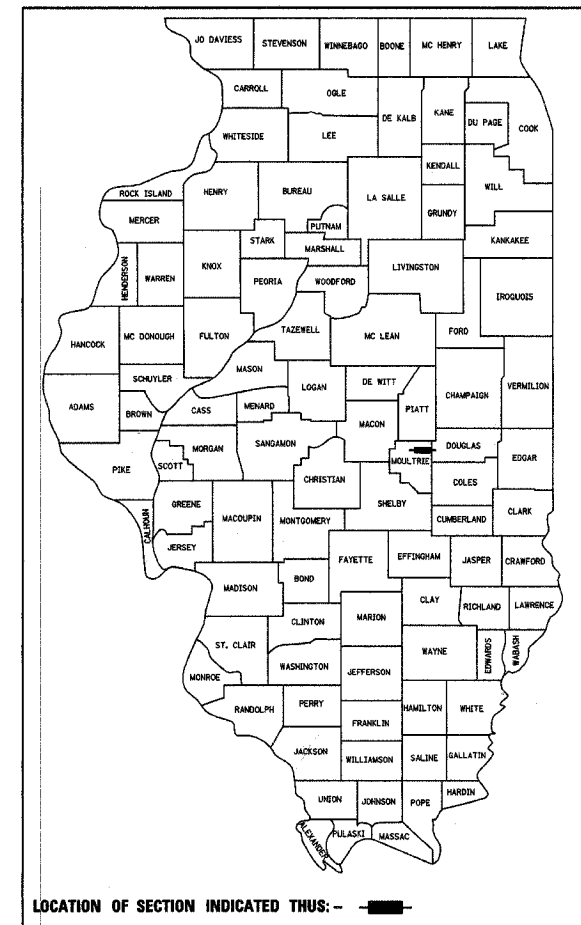 JO DAVIESS STEVENSON WINNEBAGO BOONE MC HENRY LAKE
CARROLL OGLE DE KALB KANE DU PAGE COOK
WHITESIDE LEE
KENDALL WILL
ROCK ISLAND HENRY BUREAU LA SALLE GRUNDY
MERCER PUTNAM
STARK MARSHALL KANKAKEE
HENDERSON WARREN KNOX PEORIA WOODFORD LIVINGSTON
IROQUOIS
HANCOCK MC DONOUGH FULTON TAZEWELL MC LEAN FORD
MASON
SCHUYLER LOGAN DE WITT CHAMPAIGN VERMILION
ADAMS BROWN CASS MENARD PIATT
MACON
MORGAN SANGAMON DOUGLAS
PIKE SCOTT MOULTRIE EDGAR
CHRISTIAN COLES
CALHOUN GREENE MACOUPIN MONTGOMERY SHELBY CUMBERLAND CLARK
JERSEY FAYETTE EFFINGHAM JASPER CRAWFORD
MADISON BOND
CLAY RICHLAND LAWRENCE
CLINTON MARION
ST. CLAIR WAYNE EDWARDS WABASH
WASHINGTON JEFFERSON
MONROE
RANDOLPH PERRY HAMILTON WHITE
FRANKLIN
JACKSON WILLIAMSON SALINE GALLATIN
UNION JOHNSON POPE HARDIN
ALEXANDER PULASKI MASSAC
LOCATION OF SECTION INDICATED THUS: -